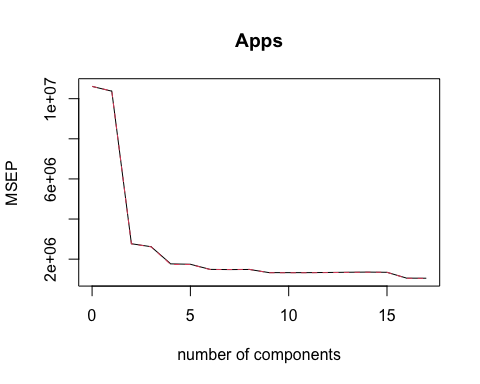 Apps
MSEP
1e+07
6e+06
2e+06
0 5 10 15
number of components